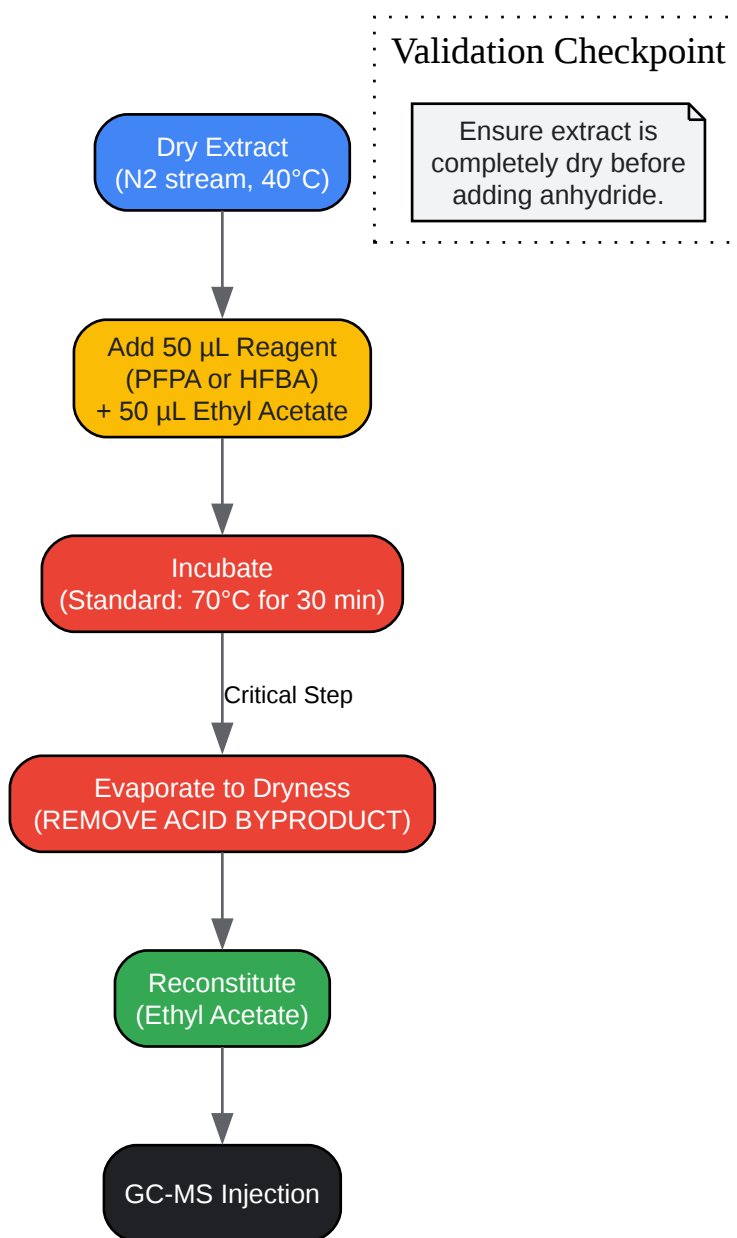 Validation Checkpoint
Ensure extract is
completely dry before
adding anhydride.
Dry Extract
(N2 stream, 40°C)
Add 50 µL Reagent
(PFPA or HFBA)
+ 50 µL Ethyl Acetate
Incubate
(Standard: 70°C for 30 min)
Critical Step
Evaporate to Dryness
(REMOVE ACID BYPRODUCT)
Reconstitute
(Ethyl Acetate)
GC-MS Injection